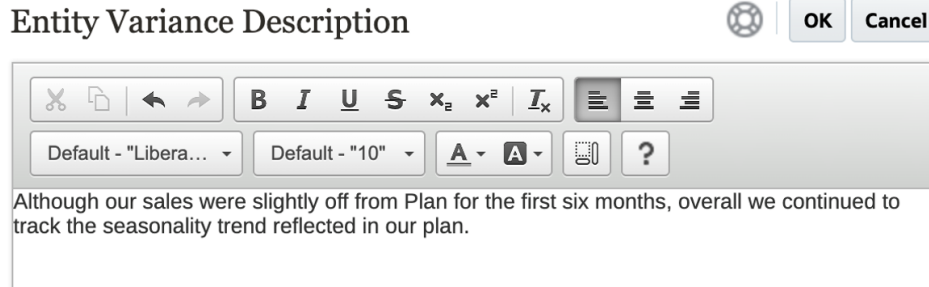 Entity Variance Description
OK Cancel
B I U S x₂ x² Tx
Default - "Libera... Default - "10" A A ?
Although our sales were slightly off from Plan for the first six months, overall we continued to
track the seasonality trend reflected in our plan.